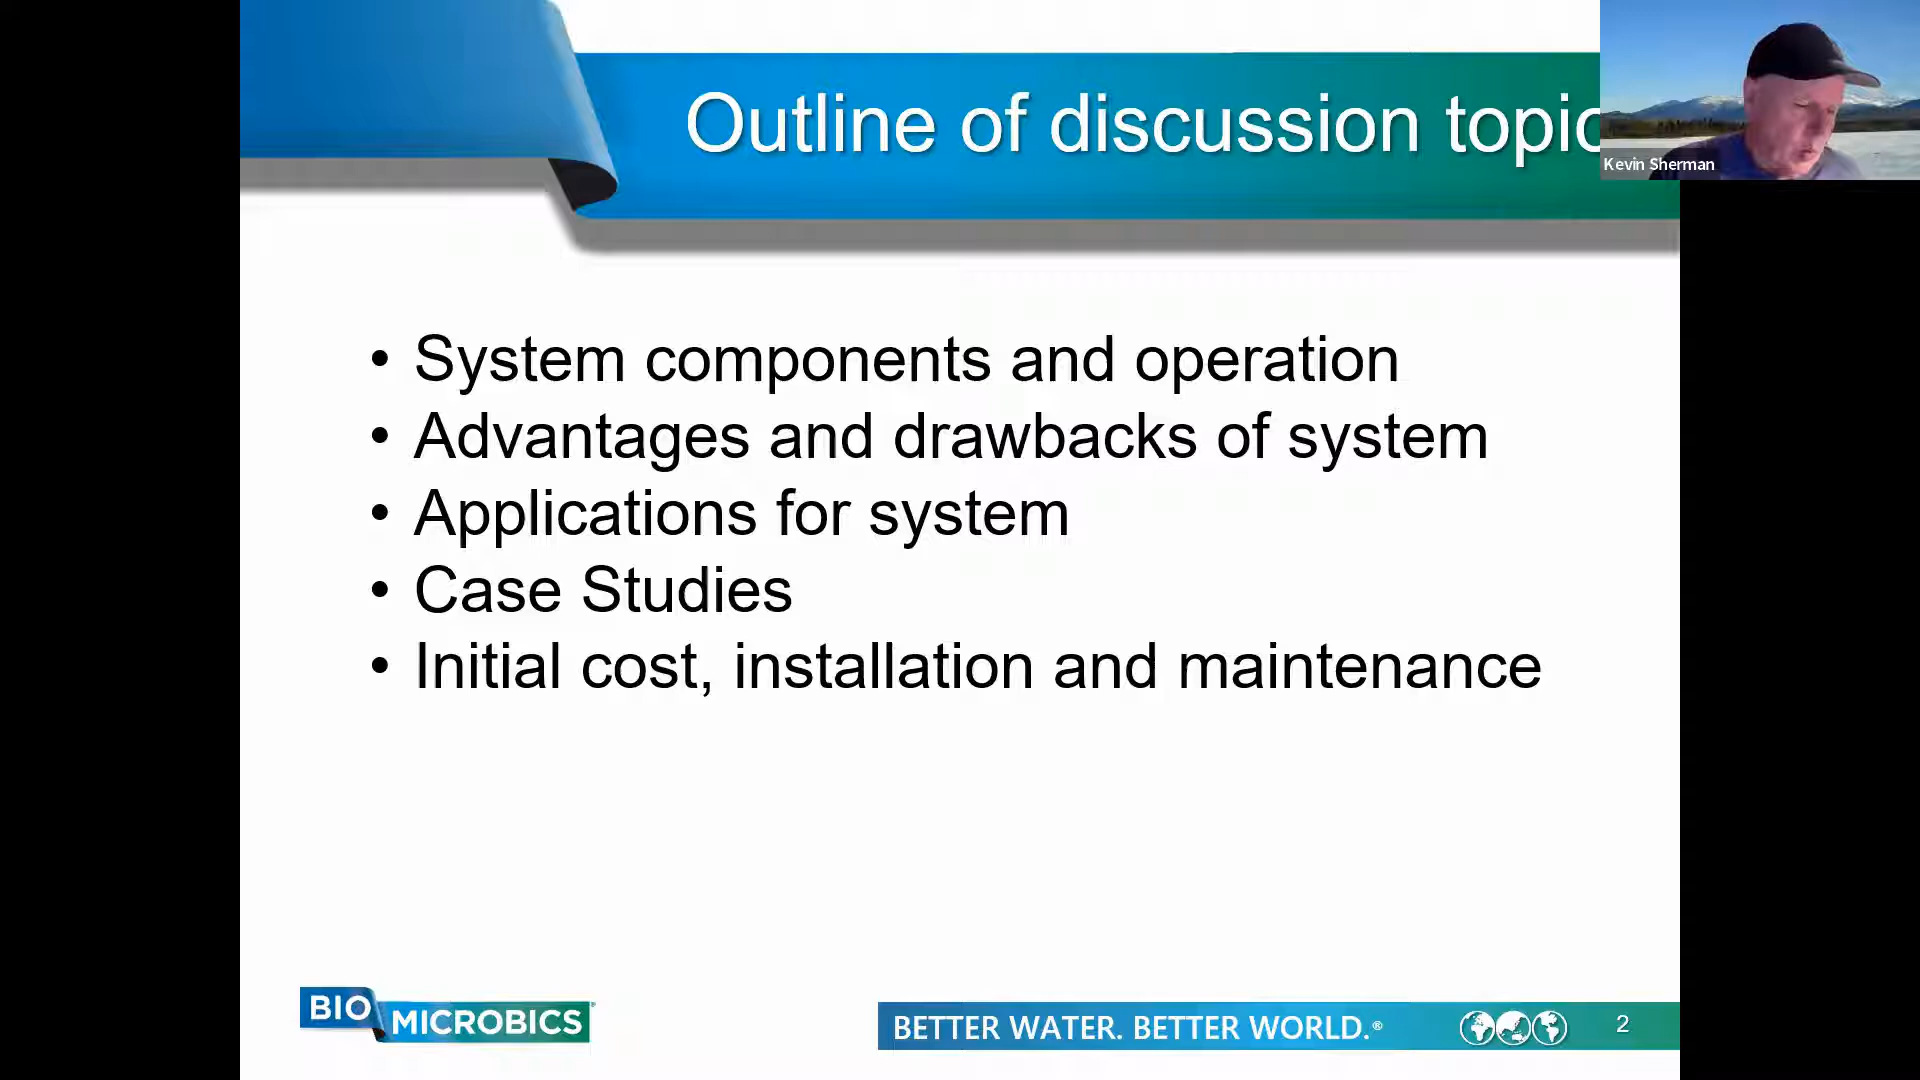 Outline of discussion topic
Kevin Sherman
• System components and operation
• Advantages and drawbacks of system
• Applications for system
• Case Studies
• Initial cost, installation and maintenance
BIO MICROBICS®
BETTER WATER. BETTER WORLD.®
2